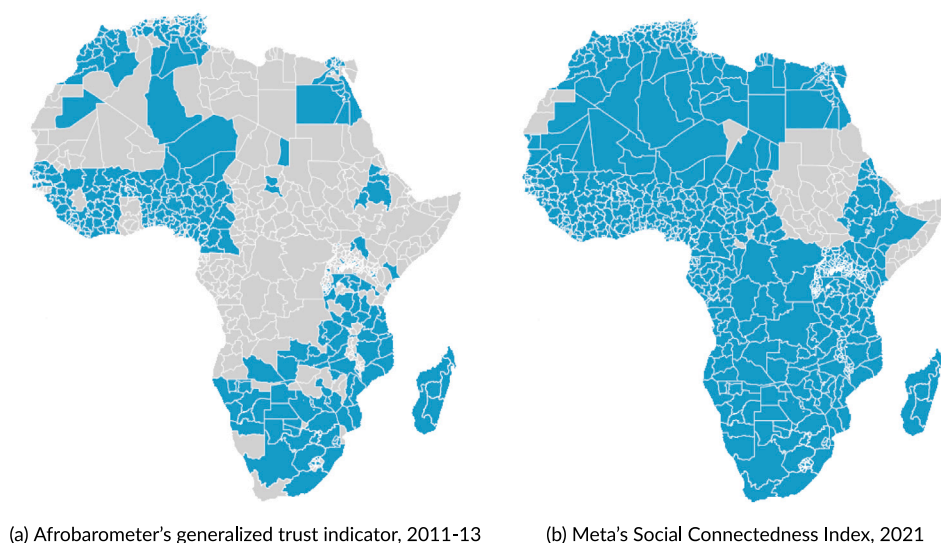 (a) Afrobarometer's generalized trust indicator, 2011-13
(b) Meta's Social Connectedness Index, 2021